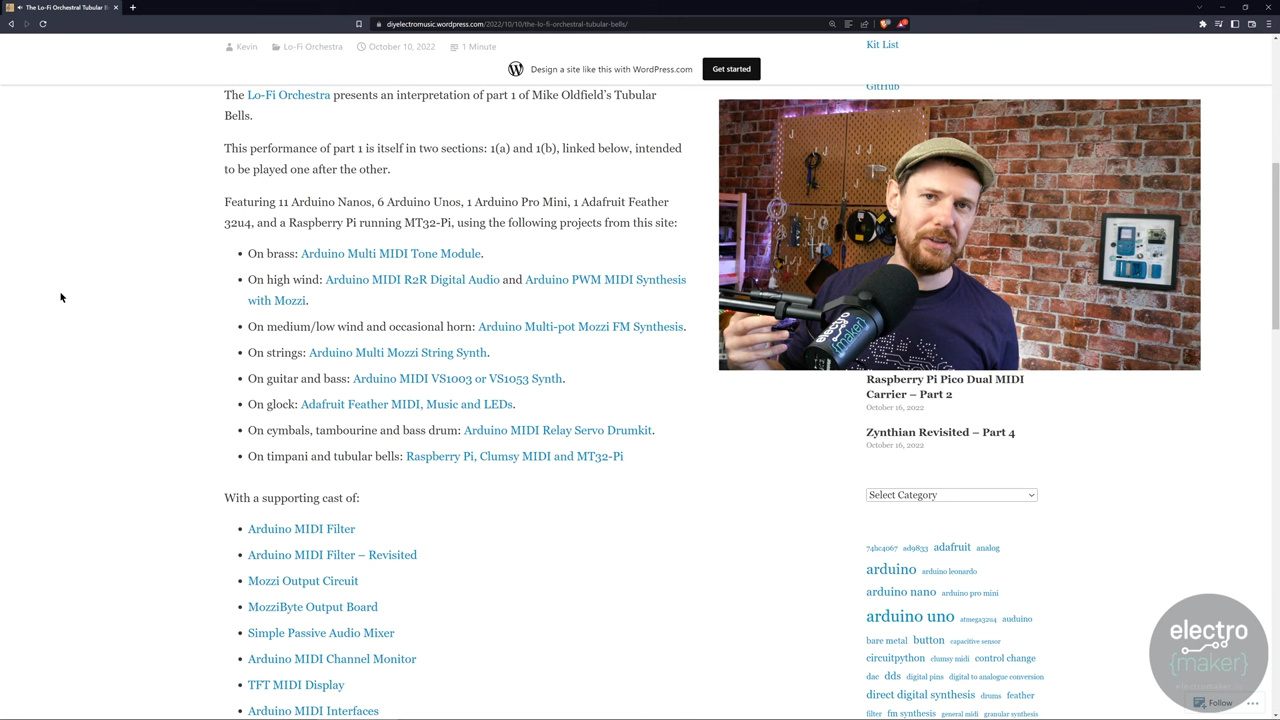 The Lo-Fi Orchestral Tubular B
diyelectromusic.wordpress.com/2022/10/10/the-lo-fi-orchestral-tubular-bells/
Kevin
Lo-Fi Orchestra
October 10, 2022
1 Minute
Kit List
Design a site like this with WordPress.com
Get started
GitHub
The Lo-Fi Orchestra presents an interpretation of part 1 of Mike Oldfield's Tubular
Bells.
This performance of part 1 is itself in two sections: 1(a) and 1(b), linked below, intended
to be played one after the other.
Featuring 11 Arduino Nanos, 6 Arduino Unos, 1 Arduino Pro Mini, 1 Adafruit Feather
32u4, and a Raspberry Pi running MT32-Pi, using the following projects from this site:
• On brass: Arduino Multi MIDI Tone Module.
• On high wind: Arduino MIDI R2R Digital Audio and Arduino PWM MIDI Synthesis
with Mozzi.
• On medium/low wind and occasional horn: Arduino Multi-pot Mozzi FM Synthesis.
• On strings: Arduino Multi Mozzi String Synth.
• On guitar and bass: Arduino MIDI VS1003 or VS1053 Synth.
• On glock: Adafruit Feather MIDI, Music and LEDs.
• On cymbals, tambourine and bass drum: Arduino MIDI Relay Servo Drumkit.
• On timpani and tubular bells: Raspberry Pi, Clumsy MIDI and MT32-Pi
With a supporting cast of:
• Arduino MIDI Filter
• Arduino MIDI Filter – Revisited
• Mozzi Output Circuit
• MozziByte Output Board
• Simple Passive Audio Mixer
• Arduino MIDI Channel Monitor
• TFT MIDI Display
• Arduino MIDI Interfaces
electro
{maker}
Raspberry Pi Pico Dual MIDI
Carrier – Part 2
October 16, 2022
Zynthian Revisited – Part 4
October 16, 2022
Select Category
74hc4067 ad9833 adafruit analog
arduino arduino leonardo
arduino nano arduino pro mini
arduino uno atmega32u4 auduino
bare metal button capacitive sensor
circuitpython clumsy midi control change
dac dds digital pins digital to analogue conversion
direct digital synthesis drums feather
filter fm synthesis general midi granular synthesis
electro
{maker}
Follow